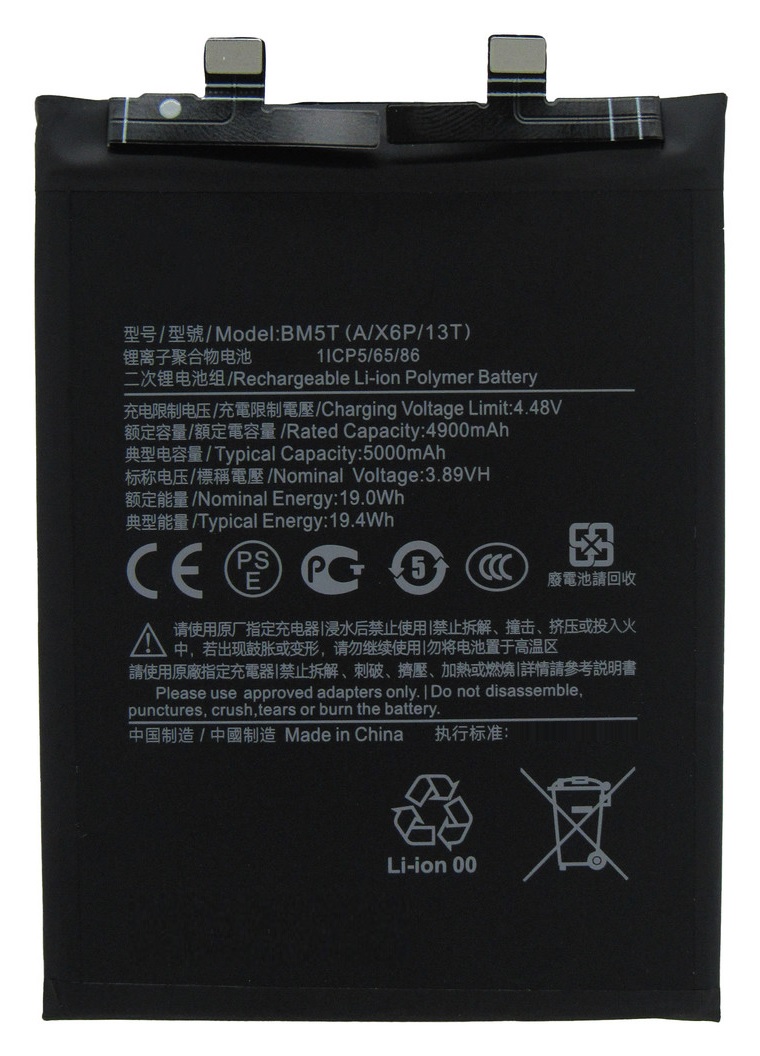 型号/型號/Model:BM5T (A/X6P/13T)
锂离子聚合物电池 1ICP5/65/86
二次锂电池组/Rechargeable Li-ion Polymer Battery
充电限制电压/充電限制電壓/Charging Voltage Limit:4.48V
额定容量/額定電容量/Rated Capacity:4900mAh
典型电容量/Typical Capacity:5000mAh
标称电压/標稱電壓/Nominal Voltage:3.89VH
额定能量/Nominal Energy:19.0Wh
典型能量/Typical Energy:19.4Wh
CE PS E PC T 5 CCC
廢電池請回收
请使用原厂指定充电器|浸水后禁止使用|禁止拆解、撞击、挤压或投入火
中，若出现鼓胀或变形，请勿继续使用|勿将电池置于高温区
請使用原廠指定充電器|禁止拆解、刺破、擠壓、加熱或燃燒|詳情請參考說明書
Please use approved adapters only. | Do not disassemble,
punctures, crush,tears or burn the battery.
中国制造 / 中國製造 Made in China 执行标准:
Li-ion 00